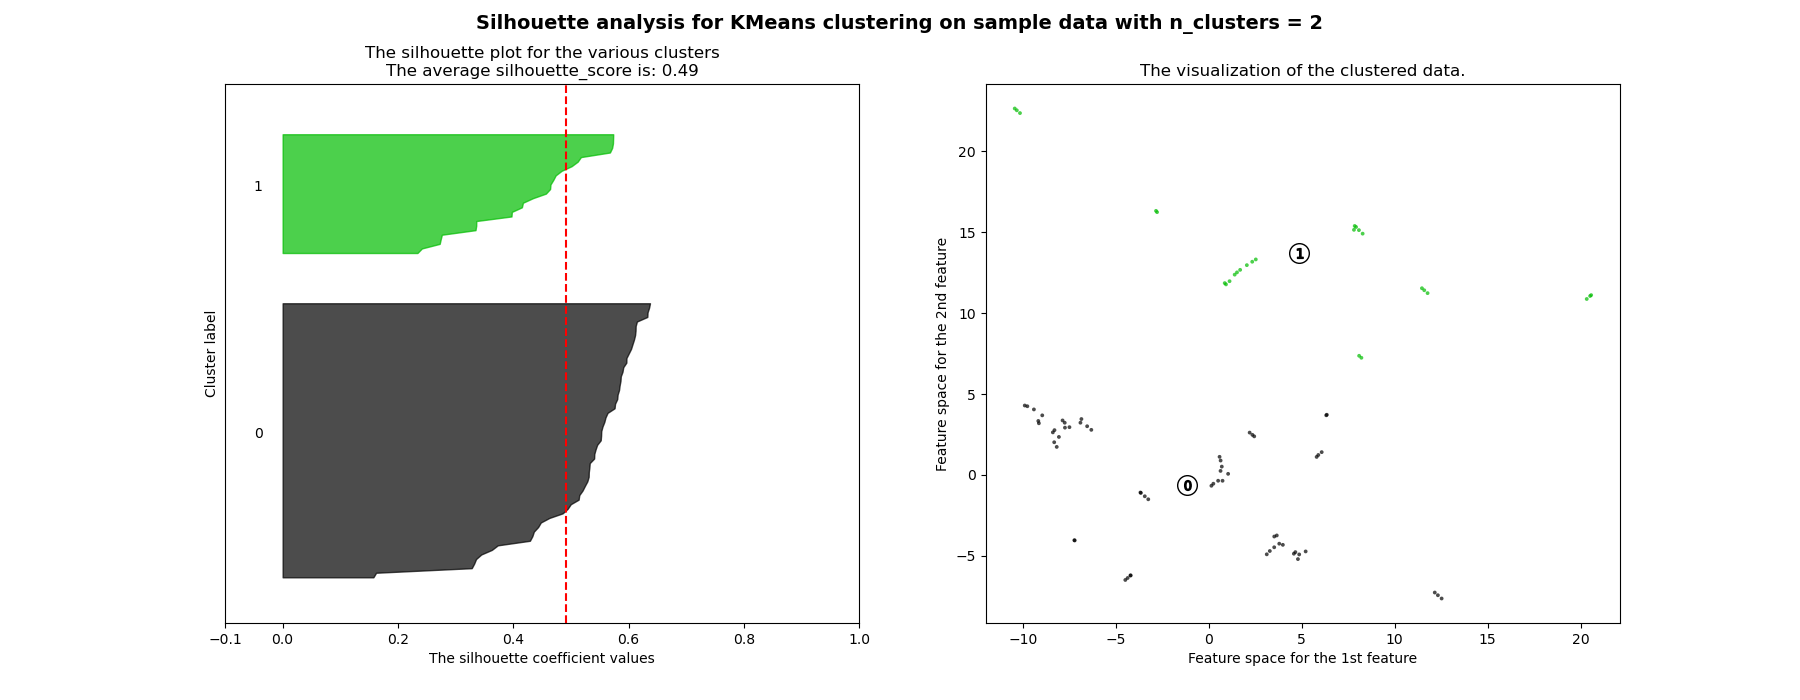 Silhouette analysis for KMeans clustering on sample data with n_clusters = 2
The silhouette plot for the various clusters
The average silhouette_score is: 0.49
1
0
Cluster label
−0.1 0.0 0.2 0.4 0.6 0.8 1.0
The silhouette coefficient values
The visualization of the clustered data.
20
15
10
5
0
−5
Feature space for the 2nd feature
1
0
−10 −5 0 5 10 15 20
Feature space for the 1st feature